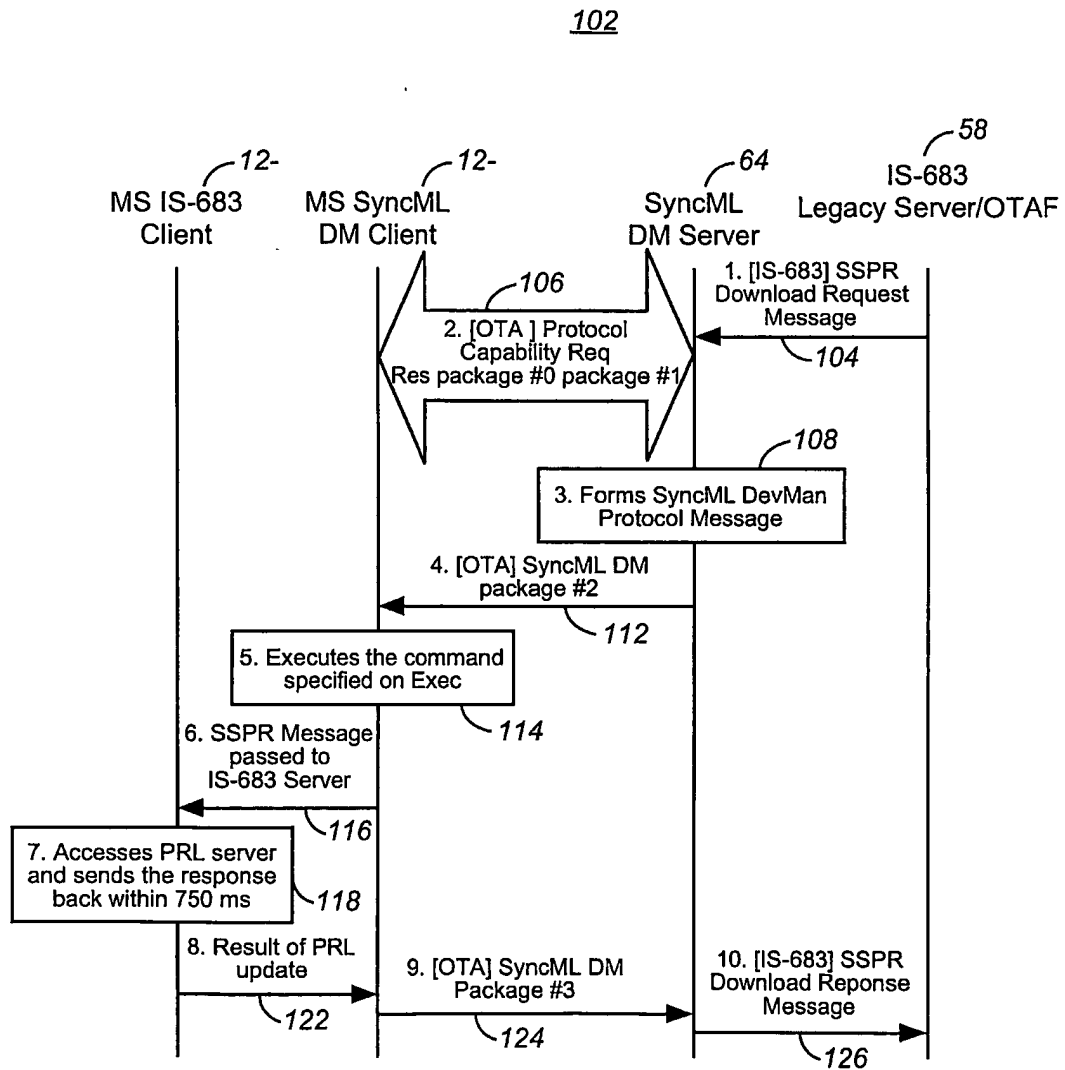 102
12-
MS IS-683
Client
12-
MS SyncML
DM Client
64
SyncML
DM Server
58
IS-683
Legacy Server/OTAF
1. [IS-683] SSPR
Download Request
Message
104
106
2. [OTA ] Protocol
Capability Req
Res package #0 package #1
108
3. Forms SyncML DevMan
Protocol Message
4. [OTA] SyncML DM
package #2
112
5. Executes the command
specified on Exec
114
6. SSPR Message
passed to
IS-683 Server
116
7. Accesses PRL server
and sends the response
back within 750 ms
118
8. Result of PRL
update
122
9. [OTA] SyncML DM
Package #3
124
10. [IS-683] SSPR
Download Reponse
Message
126